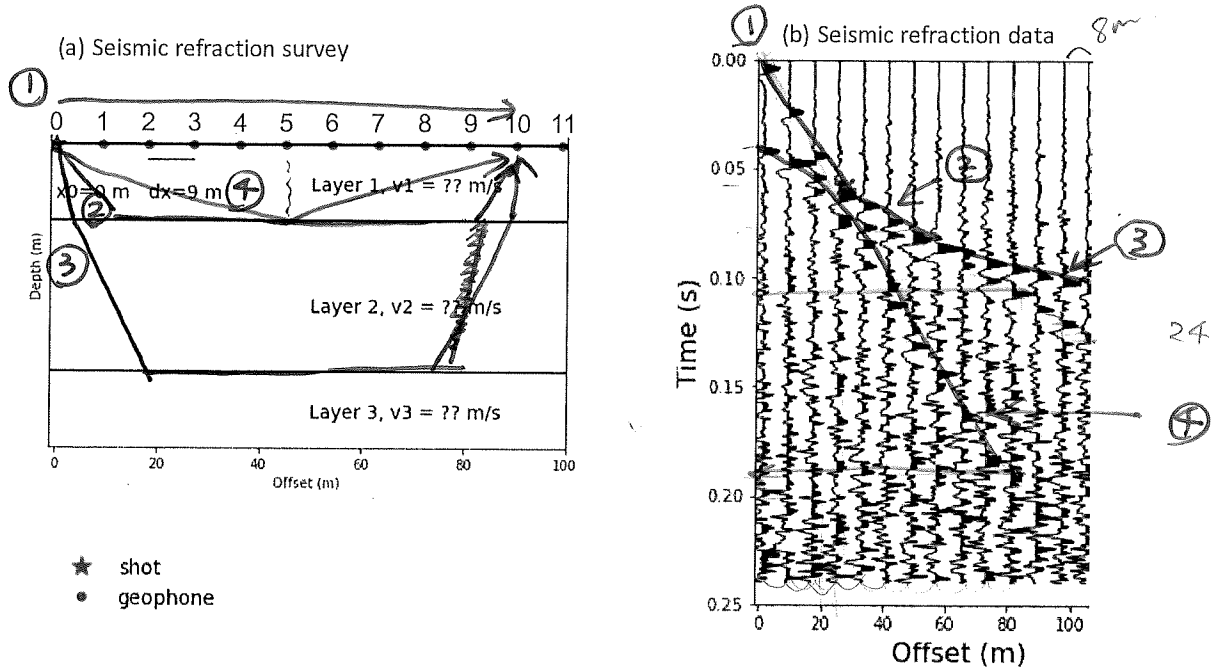 (a) Seismic refraction survey
①
0 1 2 3 4 5 6 7 8 9 10 11
x0=0 m dx=9 m ④ Layer 1, v1 = ?? m/s
②
③
Depth (m)
Layer 2, v2 = ?? m/s
Layer 3, v3 = ?? m/s
0 20 40 60 80 100
Offset (m)
shot
geophone
① (b) Seismic refraction data 8m
0.00
0.05
②
③
0.10
Time (s)
24
0.15
④
0.20
0.25
0 20 40 60 80 100
Offset (m)